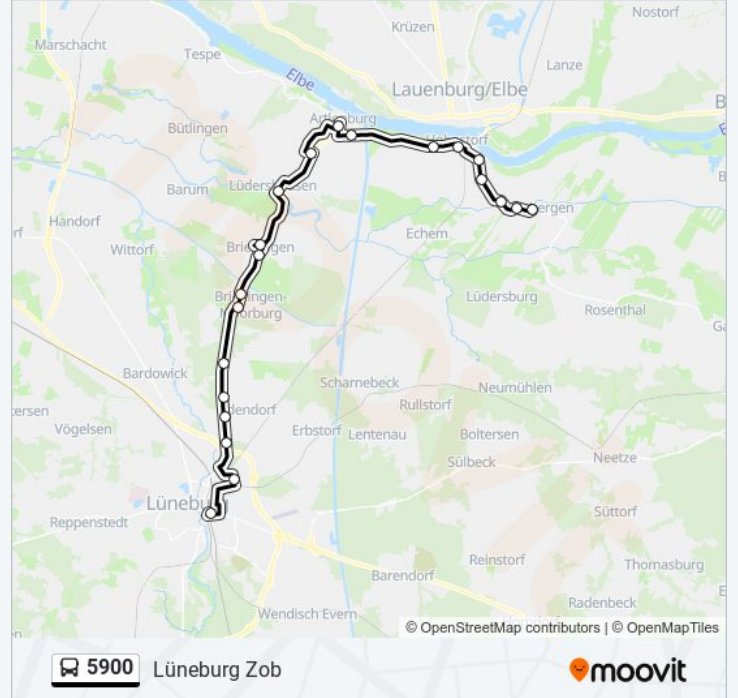 Nostorf
Krüzen
Marschacht
Tespe
Lanze
Elbe
Lauenburg/Elbe
Bütlingen
Barum
Echem
Handorf
Wittorf
Lüdersburg
Rosenthal
Bardowick
Scharnebeck
Neumühlen
Rullstorf
Vögelsen
Erbstorf
Lentenau
Boltersen
Neetze
Sülbeck
Süttorf
Reppenstedt
Reinstorf
Thomasburg
Barendorf
Radenbeck
Wendisch Evern
© OpenStreetMap contributors | © OpenMapTiles
5900 Lüneburg Zob
moovit